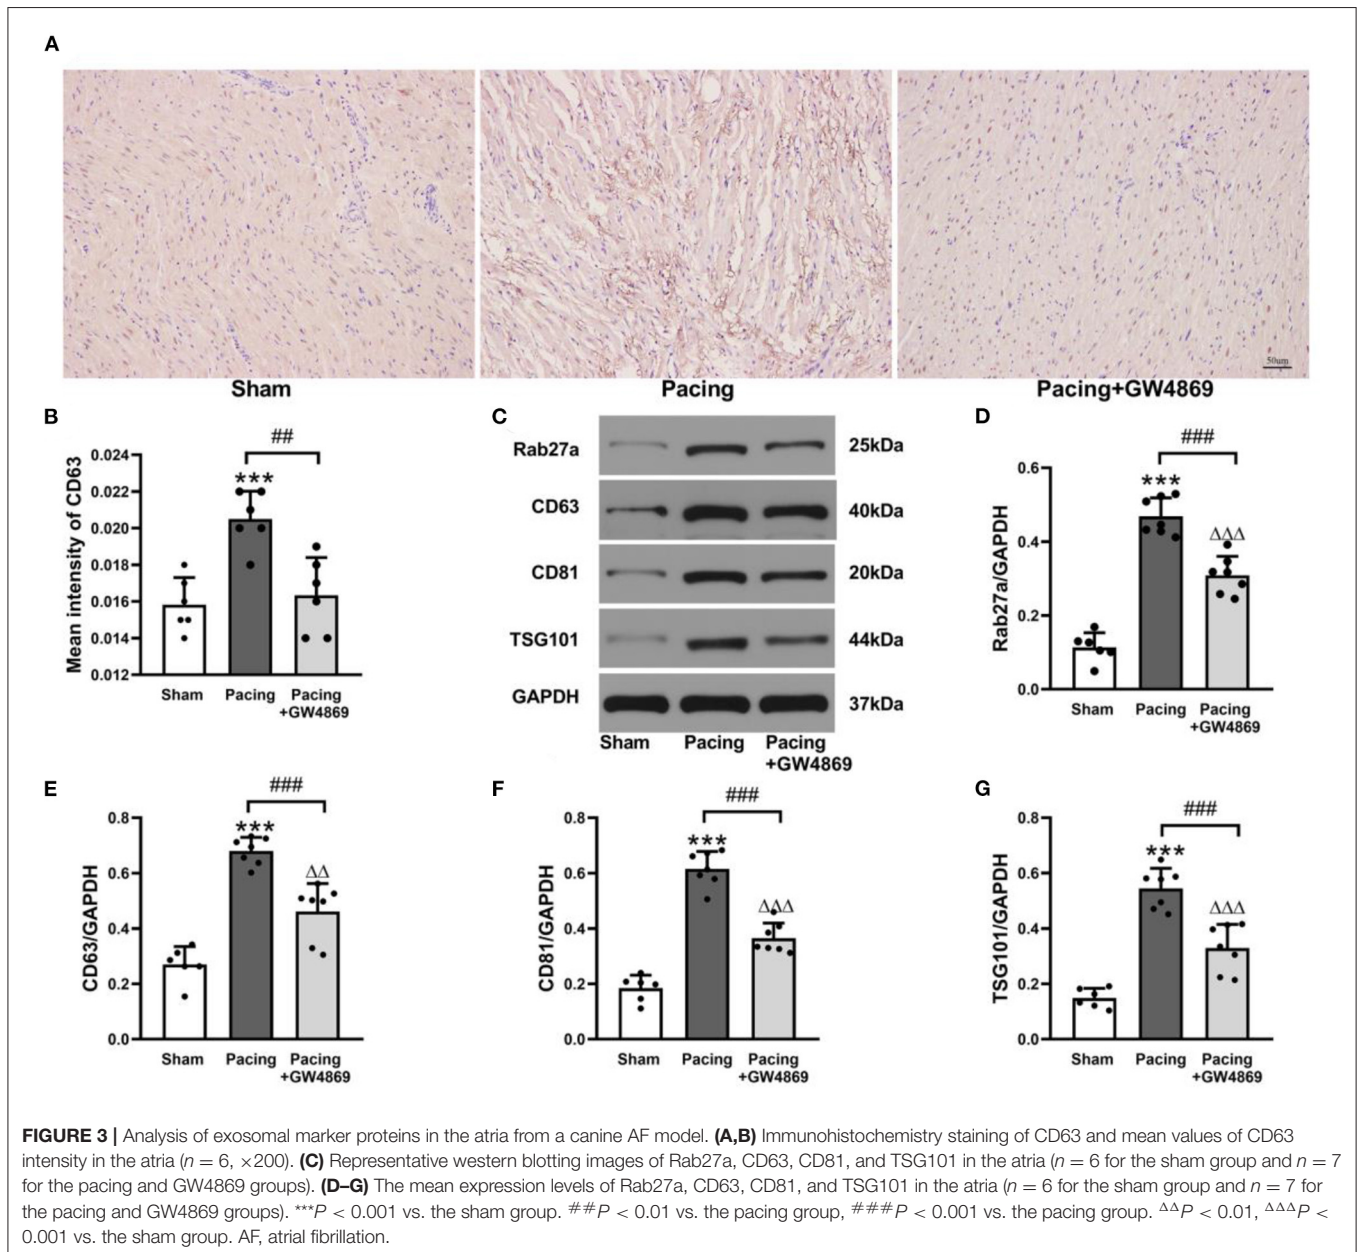 A
50um
Sham
Pacing
Pacing+GW4869
B
##
***
0.024
0.022
0.020
0.018
0.016
0.014
0.012
Mean intensity of CD63
Sham
Pacing
Pacing
+GW4869
C
Rab27a
25kDa
CD63
40kDa
CD81
20kDa
TSG101
44kDa
GAPDH
37kDa
Sham
Pacing
Pacing
+GW4869
D
###
***
ΔΔΔ
0.6
0.4
0.2
0.0
Rab27a/GAPDH
Sham
Pacing
Pacing
+GW4869
E
###
***
ΔΔ
0.8
0.6
0.4
0.2
0.0
CD63/GAPDH
Sham
Pacing
Pacing
+GW4869
F
###
***
ΔΔΔ
0.8
0.6
0.4
0.2
0.0
CD81/GAPDH
Sham
Pacing
Pacing
+GW4869
G
###
***
ΔΔΔ
0.8
0.6
0.4
0.2
0.0
TSG101/GAPDH
Sham
Pacing
Pacing
+GW4869
FIGURE 3 | Analysis of exosomal marker proteins in the atria from a canine AF model. (A,B) Immunohistochemistry staining of CD63 and mean values of CD63
intensity in the atria (n = 6, ×200). (C) Representative western blotting images of Rab27a, CD63, CD81, and TSG101 in the atria (n = 6 for the sham group and n = 7
for the pacing and GW4869 groups). (D–G) The mean expression levels of Rab27a, CD63, CD81, and TSG101 in the atria (n = 6 for the sham group and n = 7 for
the pacing and GW4869 groups). ***P < 0.001 vs. the sham group. ##P < 0.01 vs. the pacing group, ###P < 0.001 vs. the pacing group. ΔΔP < 0.01, ΔΔΔP <
0.001 vs. the sham group. AF, atrial fibrillation.